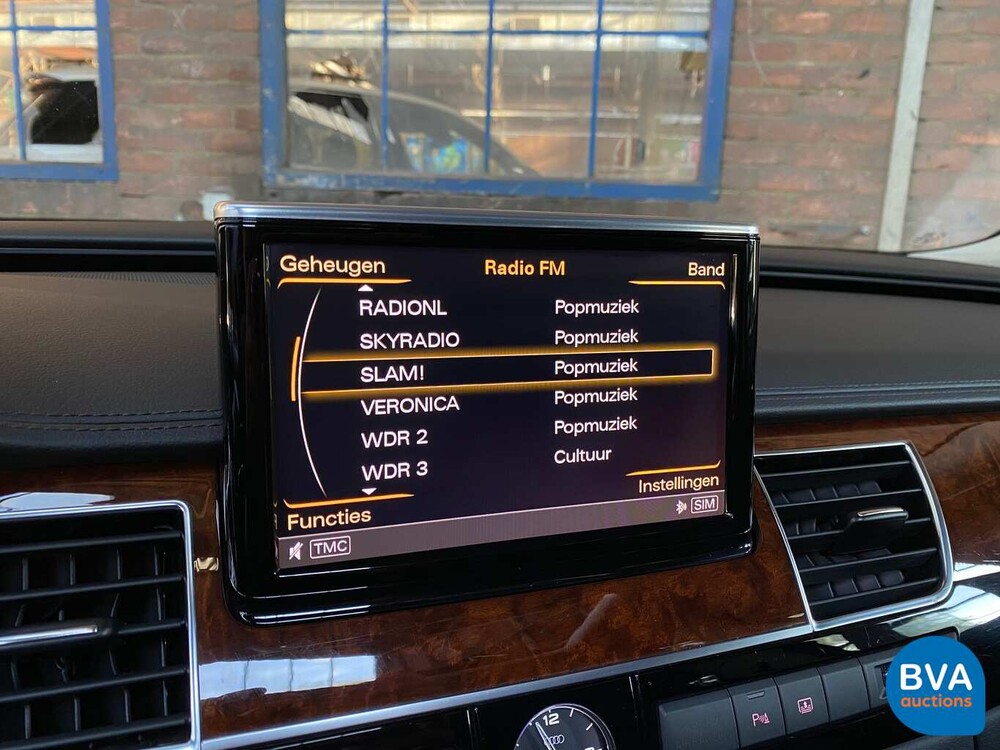 Geheugen Radio FM Band
RADIONL Popmuziek
SKYRADIO Popmuziek
SLAM! Popmuziek
VERONICA Popmuziek
WDR 2 Popmuziek
WDR 3 Cultuur
Functies Instellingen
TMC SIM
P
12
BVA
auctions